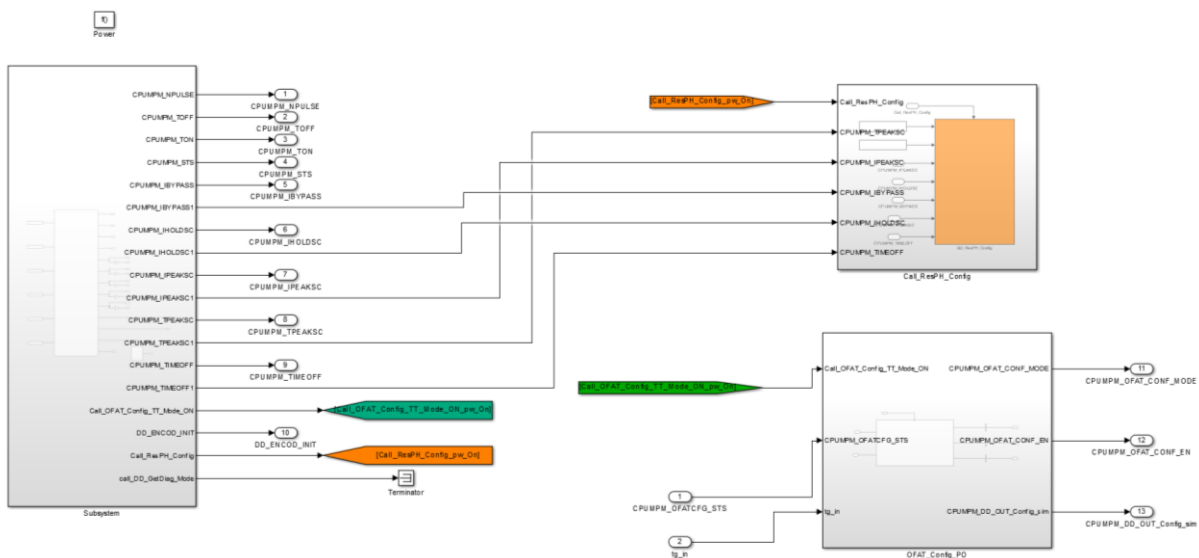 f()
Power
CPUMPM_NPULSE
1
CPUMPM_NPULSE
CPUMPM_TOFF
2
CPUMPM_TOFF
CPUMPM_TON
3
CPUMPM_TON
CPUMPM_STS
4
CPUMPM_STS
CPUMPM_IBYPASS
5
CPUMPM_IBYPASS
CPUMPM_IBYPASS1
CPUMPM_IHOLDSC
6
CPUMPM_IHOLDSC
CPUMPM_IHOLDSC1
CPUMPM_IPEAKSC
7
CPUMPM_IPEAKSC
CPUMPM_IPEAKSC1
CPUMPM_TPEAKSC
8
CPUMPM_TPEAKSC
CPUMPM_TPEAKSC1
CPUMPM_TIMEOFF
9
CPUMPM_TIMEOFF
CPUMPM_TIMEOFF1
Call_OFAT_Config_TT_Mode_ON
[Call_OFAT_Config_TT_Mode_ON_pw_On]
DD_ENCOD_INIT
10
DD_ENCOD_INIT
Call_ResPH_Config
[Call_ResPH_Config_pw_On]
call_DD_GetDiag_Mode
Terminator
Subsystem
[Call_ResPH_Config_pw_On]
Call_ResPH_Config
CPUMPM_TPEAKSC
CPUMPM_IPEAKSC
CPUMPM_IBYPASS
CPUMPM_IHOLDSC
CPUMPM_TIMEOFF
Call_ResPH_Config
[Call_OFAT_Config_TT_Mode_ON_pw_On]
Call_OFAT_Config_TT_Mode_ON
CPUMPM_OFAT_CONF_MODE
11
CPUMPM_OFAT_CONF_MODE
CPUMPM_OFATCFG_STS
CPUMPM_OFAT_CONF_EN
12
CPUMPM_OFAT_CONF_EN
1
CPUMPM_OFATCFG_STS
tg_in
CPUMPM_DD_OUT_Config_sim
13
CPUMPM_DD_OUT_Config_sim
2
tg_in
OFAT_Config_PO